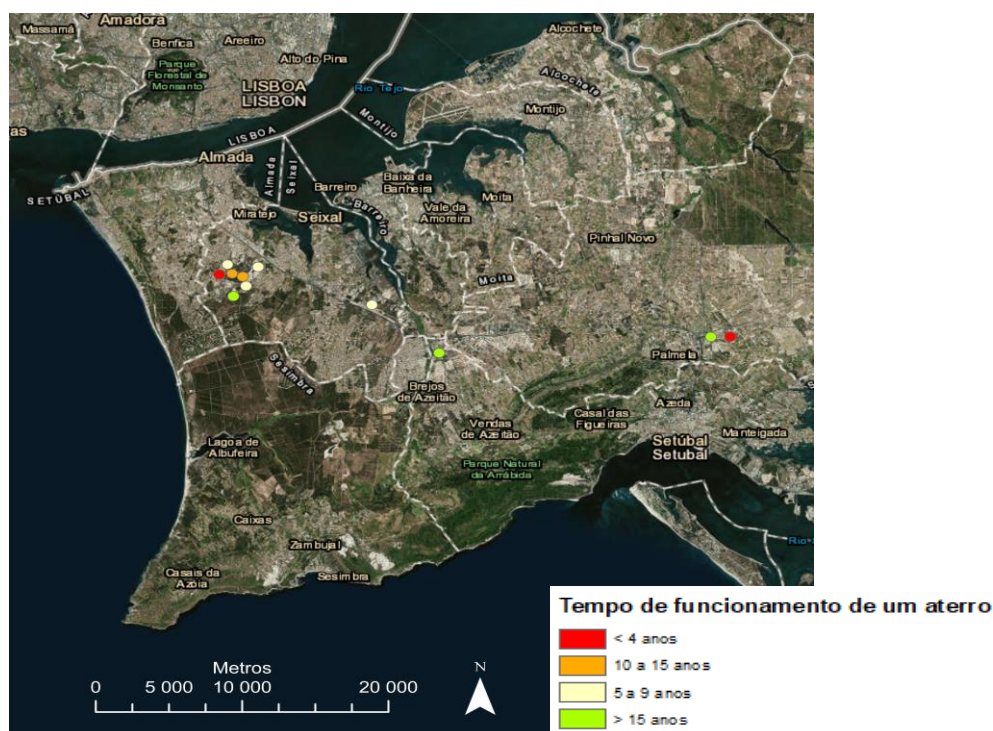 Amadora
Massamá
Benfica
Areeiro
Alcochete
Alto do Pina
Parque
Florestal de
Monsanto
LISBOA
LISBON
Rio Tejo
Alcochete
Montijo
Montijo
as
LISBOA
Almada
SETÚBAL
Almada
Seixal
Barreiro
Baixa da
Banheira
Moita
Miratejo
Seixal
Barreiro
Vale da
Amoreira
Pinhal Novo
Moita
Palmela
Sesimbra
Brejos
de Azeitão
Azeda
Casal das
Figueiras
Vendas
de Azeitão
Manteigada
Setúbal
Setubal
Lagoa de
Albufeira
Parque Natural
da Arrábida
Caixas
Zambujal
Rio
Casais da
Azóia
Sesimbra
Tempo de funcionamento de um aterro
< 4 anos
10 a 15 anos
5 a 9 anos
> 15 anos
Metros
0 5 000 10 000 20 000
N